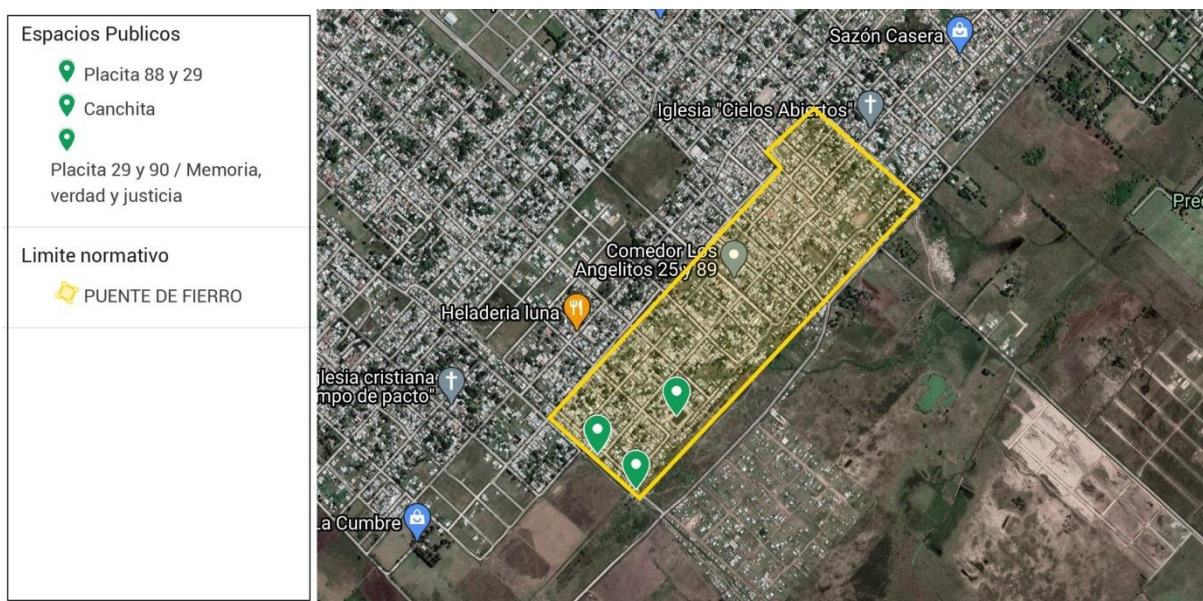 Espacios Publicos
Placita 88 y 29
Canchita
Placita 29 y 90 / Memoria,
verdad y justicia
Limite normativo
PUENTE DE FIERRO
Sazón Casera
Iglesia "Cielos Abiertos"
Pre
Comedor Los
Angelitos 25 y 89
Heladeria luna
glesia cristiana
mpo de pacto"
La Cumbre